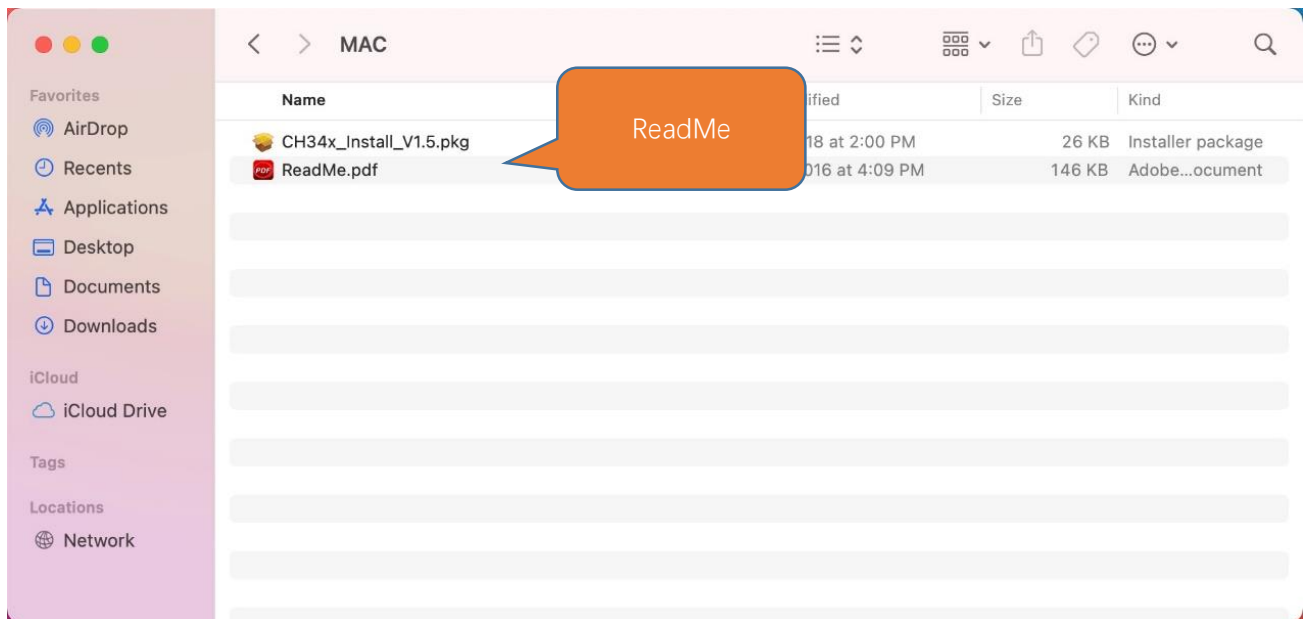 MAC
Favorites
AirDrop
Recents
Applications
Desktop
Documents
Downloads
iCloud
iCloud Drive
Tags
Locations
Network
Name ified Size Kind
CH34x_Install_V1.5.pkg 18 at 2:00 PM 26 KB Installer package
ReadMe.pdf 016 at 4:09 PM 146 KB Adobe...ocument
ReadMe